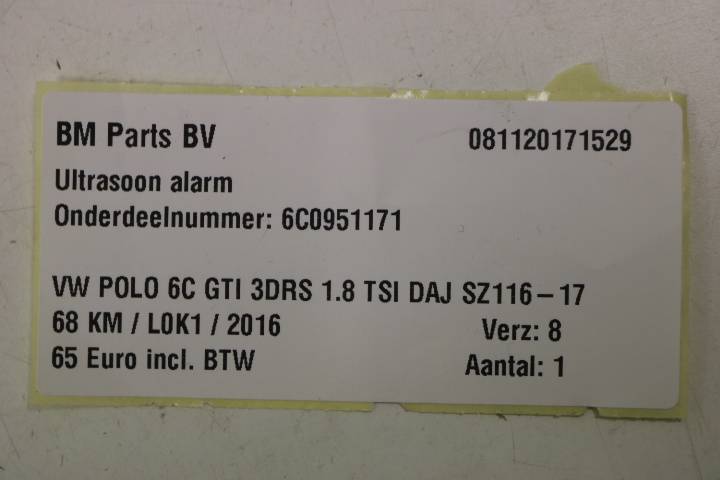 BM Parts BV 081120171529
Ultrasoon alarm
Onderdeelnummer: 6C0951171
VW POLO 6C GTI 3DRS 1.8 TSI DAJ SZ116-17
68 KM / L0K1 / 2016 Verz: 8
65 Euro incl. BTW Aantal: 1